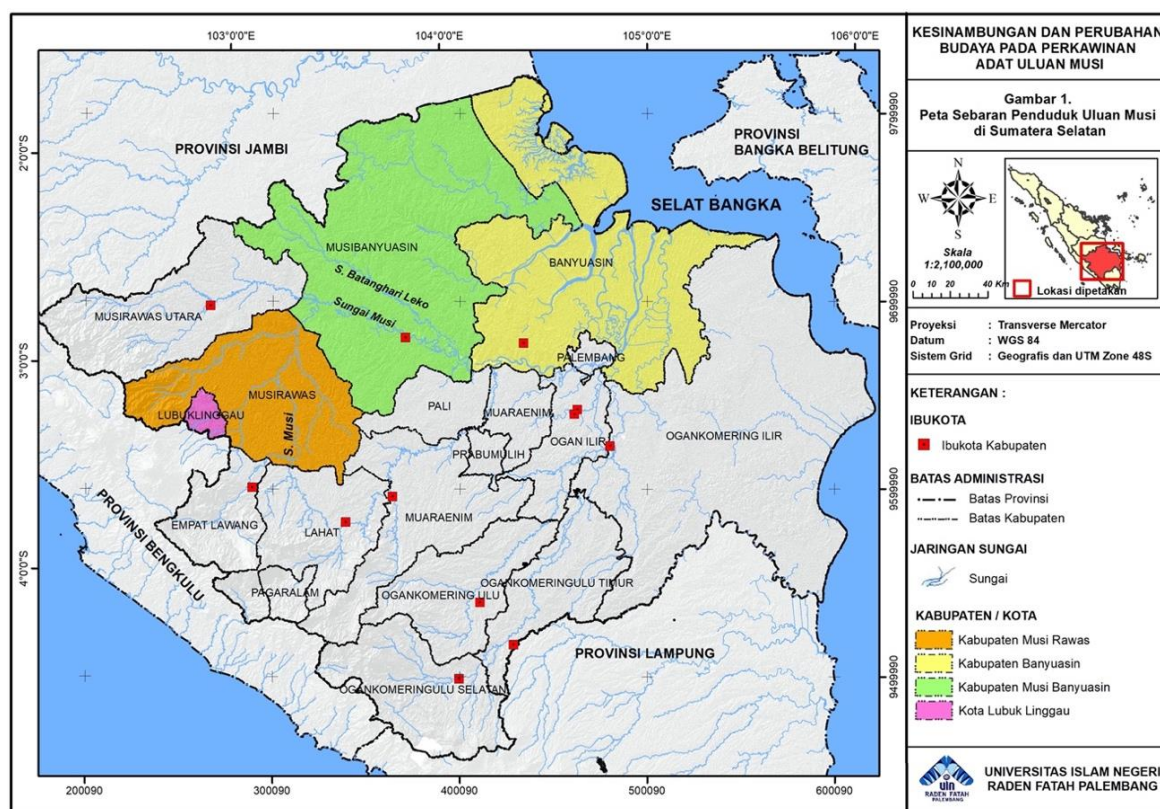 103°0'0"E
104°0'0"E
105°0'0"E
106°0'0"E
2°0'0"S
3°0'0"S
4°0'0"S
9799990
9699990
9599990
9499990
200090
300090
400090
500090
600090
PROVINSI JAMBI
PROVINSI
BANGKA BELITUNG
SELAT BANGKA
MUSIBANYUASIN
BANYUASIN
S. Batanghari Leko
Sungai Musi
MUSIRAWAS UTARA
PALEMBANG
MUSIRAWAS
LUBUKLINGGAU
S. Musi
PALI
MUARAENIM
OGAN ILIR
OGANKOMERING ILIR
PRABUMULIH
EMPAT LAWANG
LAHAT
MUARAENIM
PROVINSI BENGKULU
PAGARALAM
OGANKOMERING ULU
OGANKOMERINGULU TIMUR
PROVINSI LAMPUNG
OGANKOMERINGULU SELATAN
KESINAMBUNGAN DAN PERUBAHAN
BUDAYA PADA PERKAWINAN
ADAT ULUAN MUSI
Gambar 1.
Peta Sebaran Penduduk Uluan Musi
di Sumatera Selatan
N
W
E
S
Skala
1:2,100,000
0 20 40 Km
Lokasi dipetakan
Proyeksi : Transverse Mercator
Datum : WGS 84
Sistem Grid : Geografis dan UTM Zone 48S
KETERANGAN :
IBUKOTA
Ibukota Kabupaten
BATAS ADMINISTRASI
Batas Provinsi
Batas Kabupaten
JARINGAN SUNGAI
Sungai
KABUPATEN / KOTA
Kabupaten Musi Rawas
Kabupaten Banyuasin
Kabupaten Musi Banyuasin
Kota Lubuk Linggau
uin
RADEN FATAH
PALEMBANG
UNIVERSITAS ISLAM NEGERI
RADEN FATAH PALEMBANG